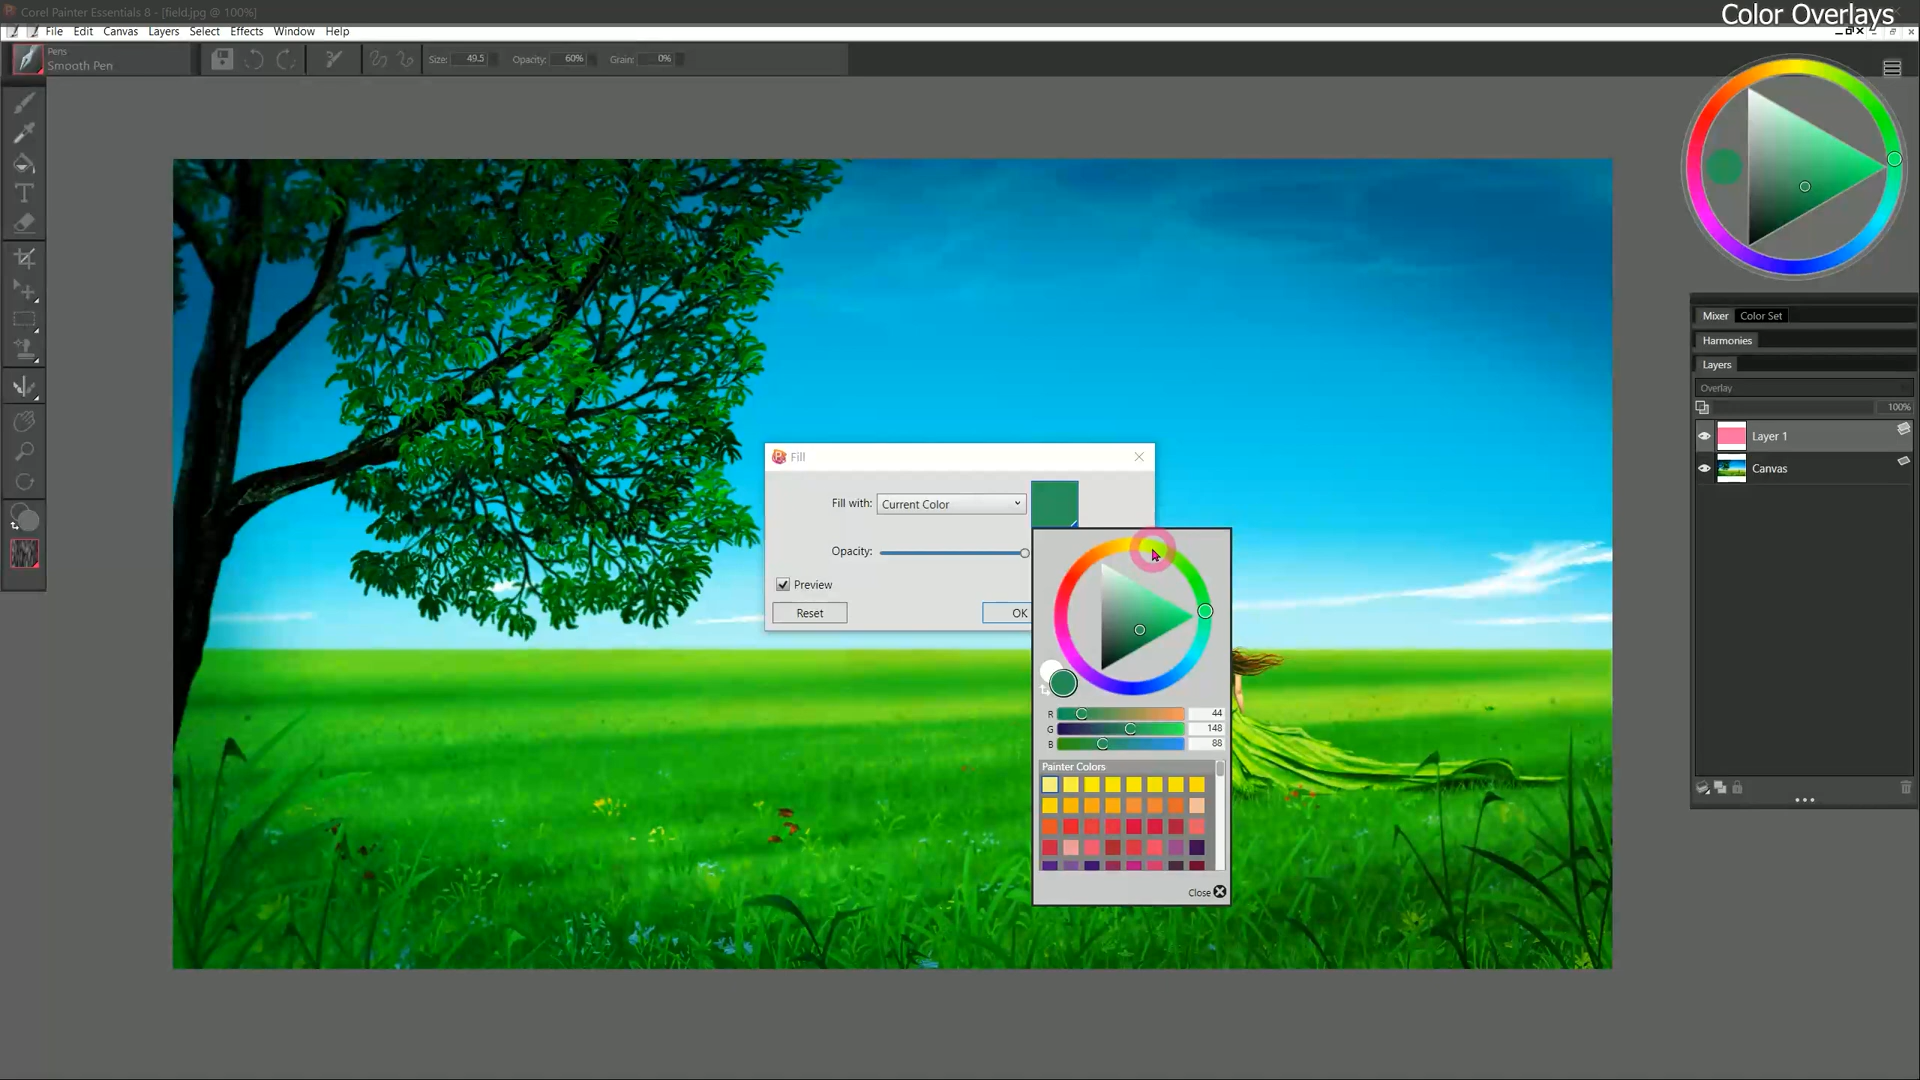 Corel Painter Essentials 8 - [field.jpg @ 100%]
Color Overlays
File Edit Canvas Layers Select Effects Window Help
Pens
Smooth Pen
Size: 49.5 Opacity: 60% Grain: 0%
Mixer Color Set
Harmonies
Layers
Overlay
100%
Layer 1
Canvas
Fill
Fill with: Current Color
Opacity:
Preview
Reset OK
R 44
G 148
B 88
Painter Colors
Close